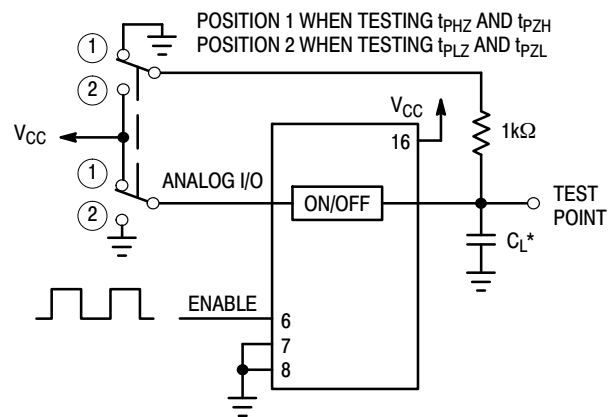 POSITION 1 WHEN TESTING tPHZ AND tPZH
POSITION 2 WHEN TESTING tPLZ AND tPZL
1
2
VCC
1
2
ANALOG I/O
ON/OFF
VCC
16
1kΩ
TEST
POINT
CL*
ENABLE
6
7
8